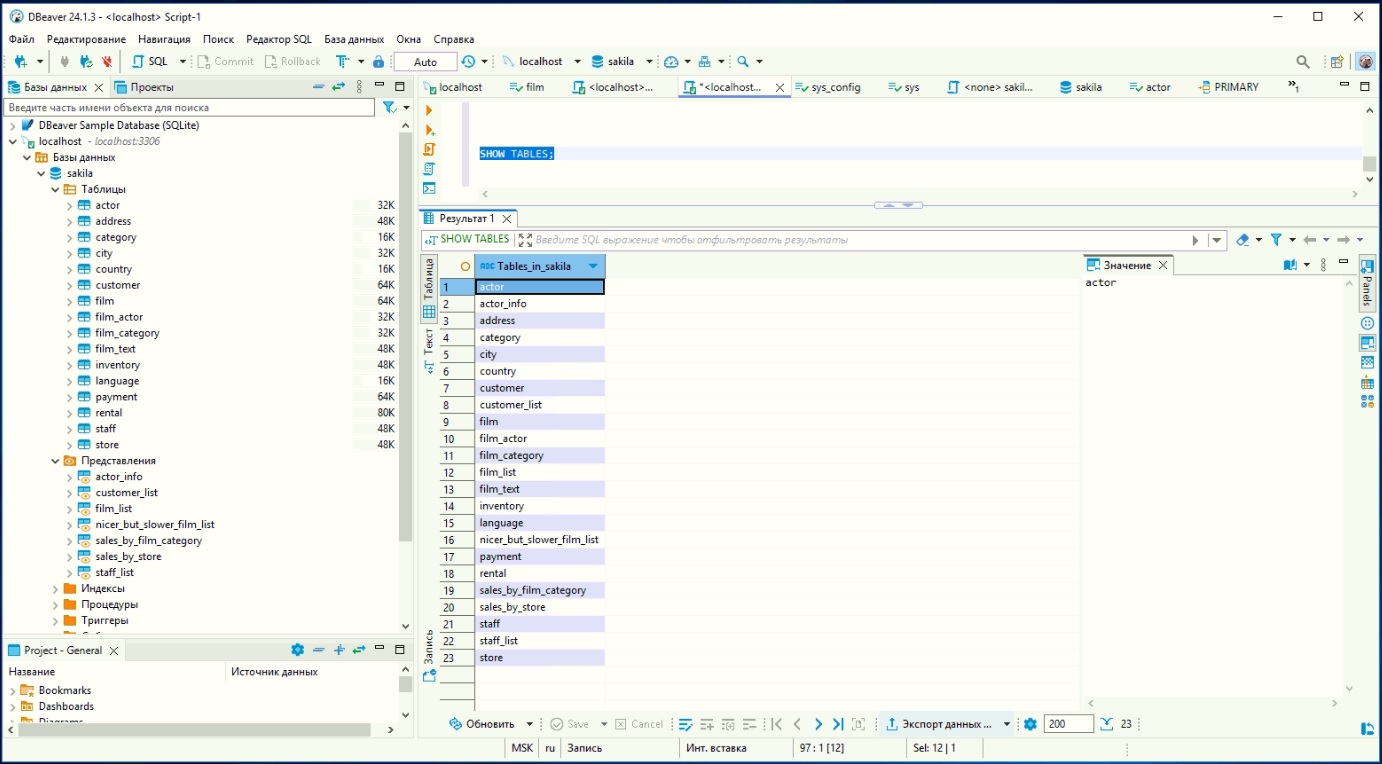 DBeaver 24.1.3 - <localhost> Script-1
Файл Редактирование Навигация Поиск Редактор SQL База данных Окна Справка
SQL Commit Rollback Auto localhost sakila
Базы данных Проекты
Введите часть имени объекта для поиска
DBeaver Sample Database (SQLite)
localhost - localhost:3306
Базы данных
sakila
Таблицы
actor 32K
address 48K
category 16K
city 32K
country 16K
customer 64K
film 64K
film_actor 32K
film_category 32K
film_text 48K
inventory 48K
language 16K
payment 64K
rental 80K
staff 48K
store 48K
Представления
actor_info
customer_list
film_list
nicer_but_slower_film_list
sales_by_film_category
sales_by_store
staff_list
Индексы
Процедуры
Триггеры
Project - General
Название Источник данных
Bookmarks
Dashboards
Diagrams
localhost film <localhost>... *<localhost... sys_config sys <none> sakil... sakila actor PRIMARY »1
SHOW TABLES;
Результат 1
SHOW TABLES Введите SQL выражение чтобы отфильтровать результаты
Таблица
Текст
Запись
Tables_in_sakila
1 actor
2 actor_info
3 address
4 category
5 city
6 country
7 customer
8 customer_list
9 film
10 film_actor
11 film_category
12 film_list
13 film_text
14 inventory
15 language
16 nicer_but_slower_film_list
17 payment
18 rental
19 sales_by_film_category
20 sales_by_store
21 staff
22 staff_list
23 store
Значение
actor
Panels
Обновить Save Cancel Экспорт данных ... 200 23
MSK ru Запись Инт. вставка 97 : 1 [12] Sel: 12 | 1